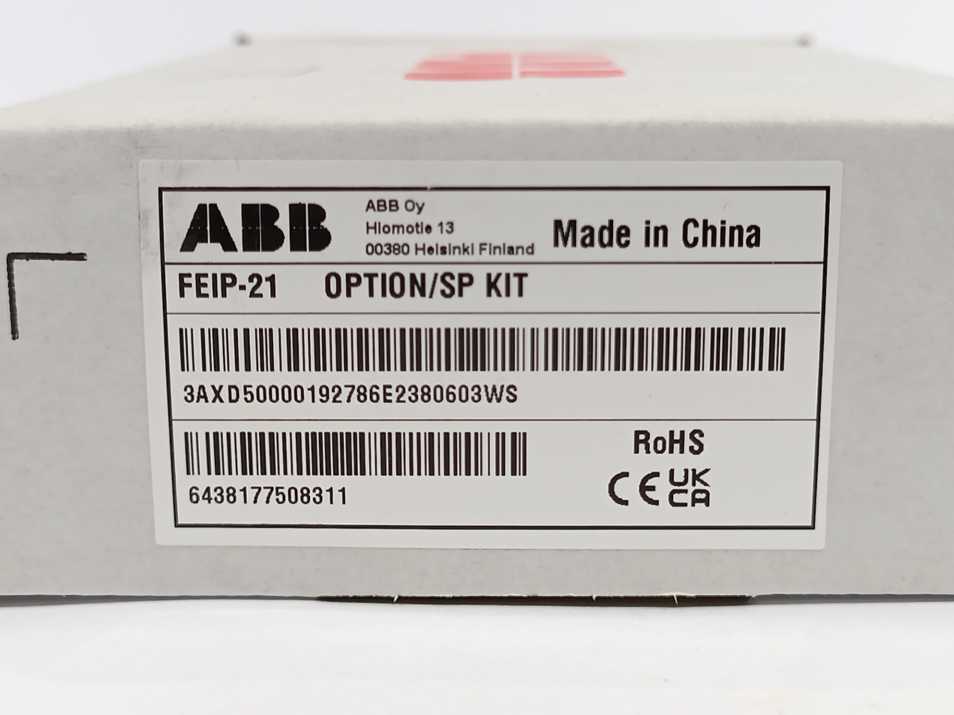 ABB
ABB Oy
Hiomotie 13
00380 Helsinki Finland
Made in China
FEIP-21 OPTION/SP KIT
3AXD50000192786E2380603WS
6438177508311
RoHS
CE UK
CA